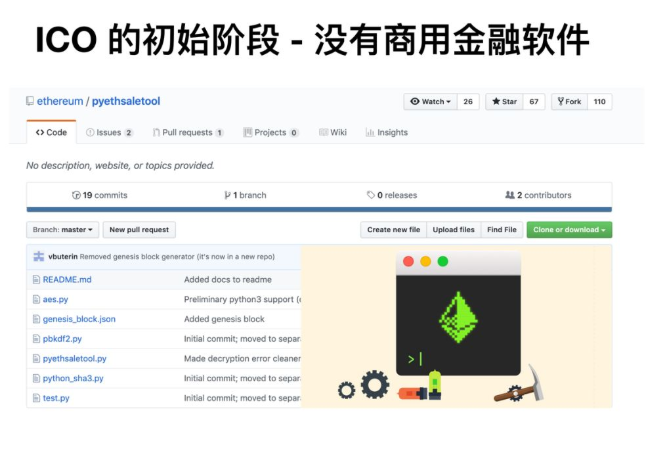 ICO 的初始阶段 - 没有商用金融软件
ethereum / pyethsaletool
Watch 26 Star 67 Fork 110
Code Issues 2 Pull requests 1 Projects 0 Wiki Insights
No description, website, or topics provided.
19 commits 1 branch 0 releases 2 contributors
Branch: master New pull request Create new file Upload files Find File Clone or download
vbuterin Removed genesis block generator (it's now in a new repo)
README.md Added docs to readme
aes.py Preliminary python3 support (
genesis_block.json Added genesis block
pbkdf2.py Initial commit; moved to separ
pyethsaletool.py Made decryption error cleaner
python_sha3.py Initial commit; moved to separ
test.py Initial commit; moved to separ
>|